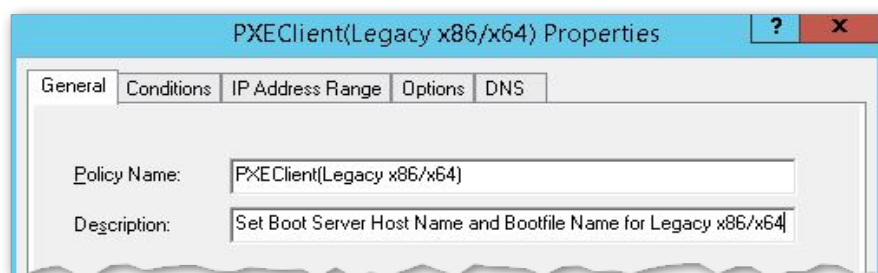 PXEClient(Legacy x86/x64) Properties ? x
General Conditions IP Address Range Options DNS
Policy Name: PXEClient(Legacy x86/x64)
Description: Set Boot Server Host Name and Bootfile Name for Legacy x86/x64